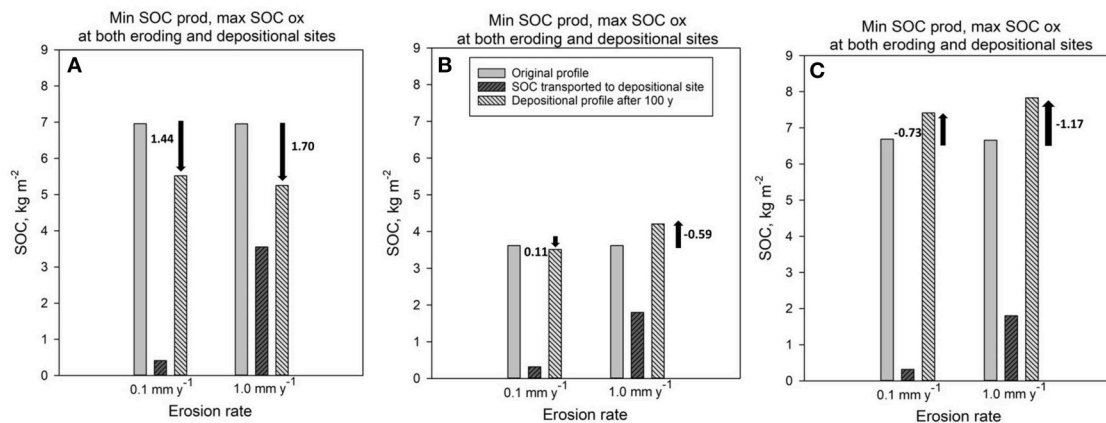 Min SOC prod, max SOC ox
at both eroding and depositional sites
A
9
8
7
6
5
4
3
2
1
0
SOC, kg m-2
1.44
1.70
0.1 mm y-1
1.0 mm y-1
Erosion rate
Min SOC prod, max SOC ox
at both eroding and depositional sites
B
Original profile
SOC transported to depositional site
Depositional profile after 100 y
9
8
7
6
5
4
3
2
1
0
SOC, kg m-2
0.11
-0.59
0.1 mm y-1
1.0 mm y-1
Erosion rate
Min SOC prod, max SOC ox
at both eroding and depositional sites
C
9
8
7
6
5
4
3
2
1
0
SOC, kg m-2
-0.73
-1.17
0.1 mm y-1
1.0 mm y-1
Erosion rate